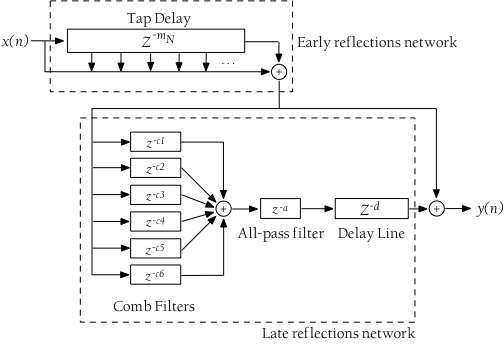 Tap Delay
x(n)
Z-mN
...
+
Early reflections network
z-c1
z-c2
z-c3
z-c4
z-c5
z-c6
+
z-a
Z-d
+
y(n)
All-pass filter
Delay Line
Comb Filters
Late reflections network